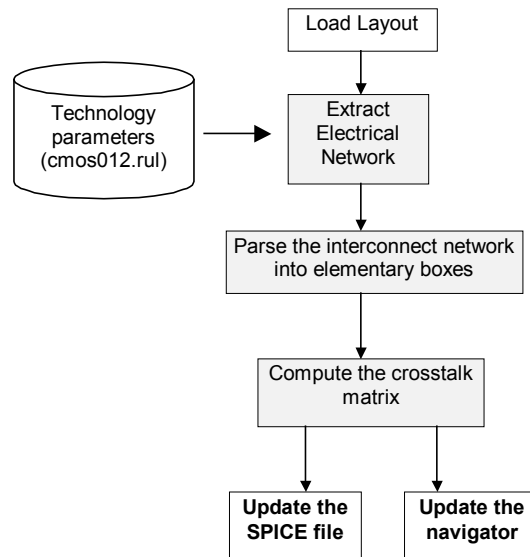 Load Layout
Technology
parameters
(cmos012.rul)
Extract
Electrical
Network
Parse the interconnect network
into elementary boxes
Compute the crosstalk
matrix
Update the
SPICE file
Update the
navigator